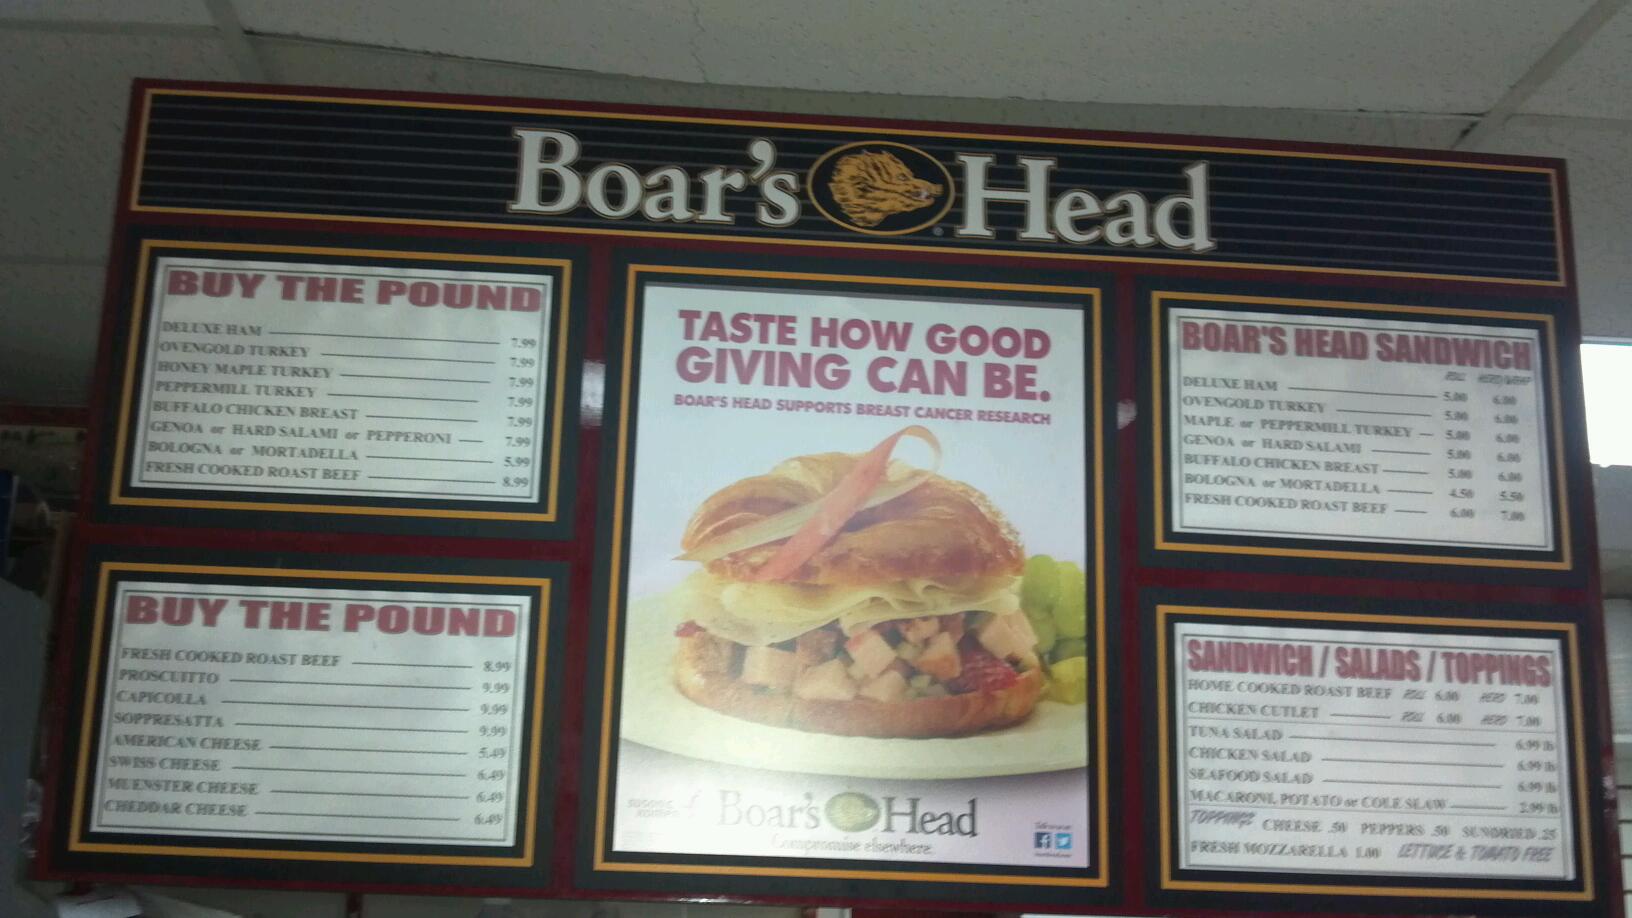 Boar's Head
BUY THE POUND
DELUXE HAM 7.99
OVENGOLD TURKEY 7.99
HONEY MAPLE TURKEY 7.99
PEPPERMILL TURKEY 7.99
BUFFALO CHICKEN BREAST 7.99
GENOA or HARD SALAMI or PEPPERONI 7.99
BOLOGNA or MORTADELLA 5.99
FRESH COOKED ROAST BEEF 8.99
BUY THE POUND
FRESH COOKED ROAST BEEF 8.99
PROSCUITTO 9.99
CAPICOLLA 9.99
SOPPRESATTA 9.99
AMERICAN CHEESE 5.49
SWISS CHEESE 6.49
MUENSTER CHEESE 6.49
CHEDDAR CHEESE 6.49
TASTE HOW GOOD
GIVING CAN BE.
BOAR'S HEAD SUPPORTS BREAST CANCER RESEARCH
Boar's Head
Compromise elsewhere.
BOAR'S HEAD SANDWICH
ROLL HERO/WRAP
DELUXE HAM 5.00 6.00
OVENGOLD TURKEY 5.00 6.00
MAPLE or PEPPERMILL TURKEY 5.00 6.00
GENOA or HARD SALAMI 5.00 6.00
BUFFALO CHICKEN BREAST 5.00 6.00
BOLOGNA or MORTADELLA 4.50 5.50
FRESH COOKED ROAST BEEF 6.00 7.00
SANDWICH / SALADS / TOPPINGS
HOME COOKED ROAST BEEF ROLL 6.00 HERO 7.00
CHICKEN CUTLET ROLL 6.00 HERO 7.00
TUNA SALAD 6.99 lb
CHICKEN SALAD 6.99 lb
SEAFOOD SALAD 6.99 lb
MACARONI, POTATO or COLE SLAW 2.99 lb
TOPPINGS CHEESE .50 PEPPERS .50 SUNDRIED .25
FRESH MOZZARELLA 1.00 LETTUCE & TOMATO FREE